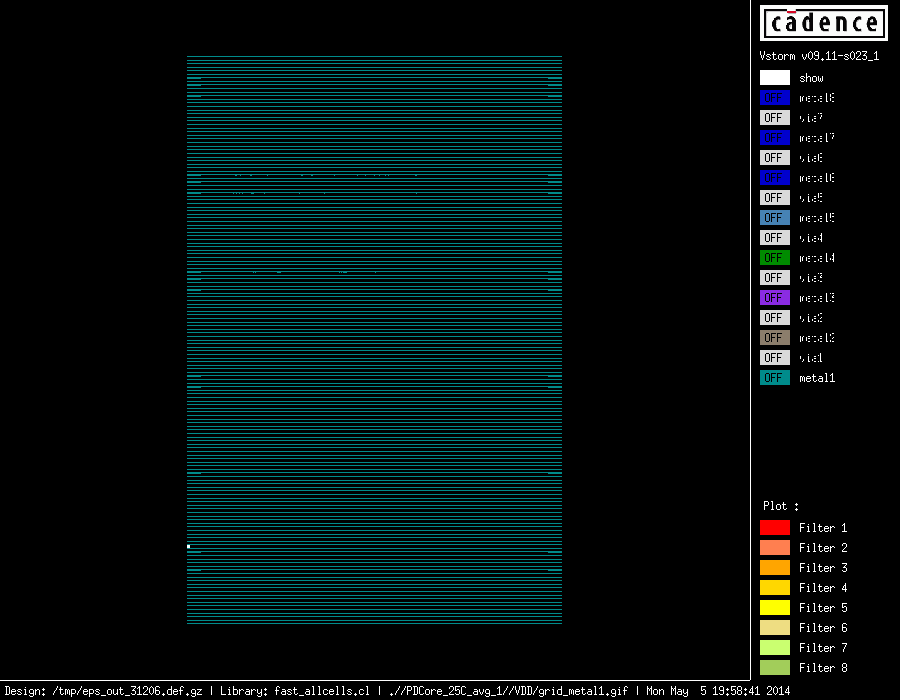 cadence
Vstorm v09.11-s023_1
show
metal8
OFF via7
metal7
OFF via6
metal6
OFF via5
OFF metal5
OFF via4
OFF metal4
OFF via3
OFF metal3
OFF via2
OFF metal2
OFF via1
OFF metal1
Plot :
Filter 1
Filter 2
Filter 3
Filter 4
Filter 5
Filter 6
Filter 7
Filter 8
Design: /tmp/eps_out_31206.def.gz | Library: fast_allcells.cl | .//PDCore_25C_avg_1//VDD/grid_metal1.gif | Mon May  5 19:58:41 2014